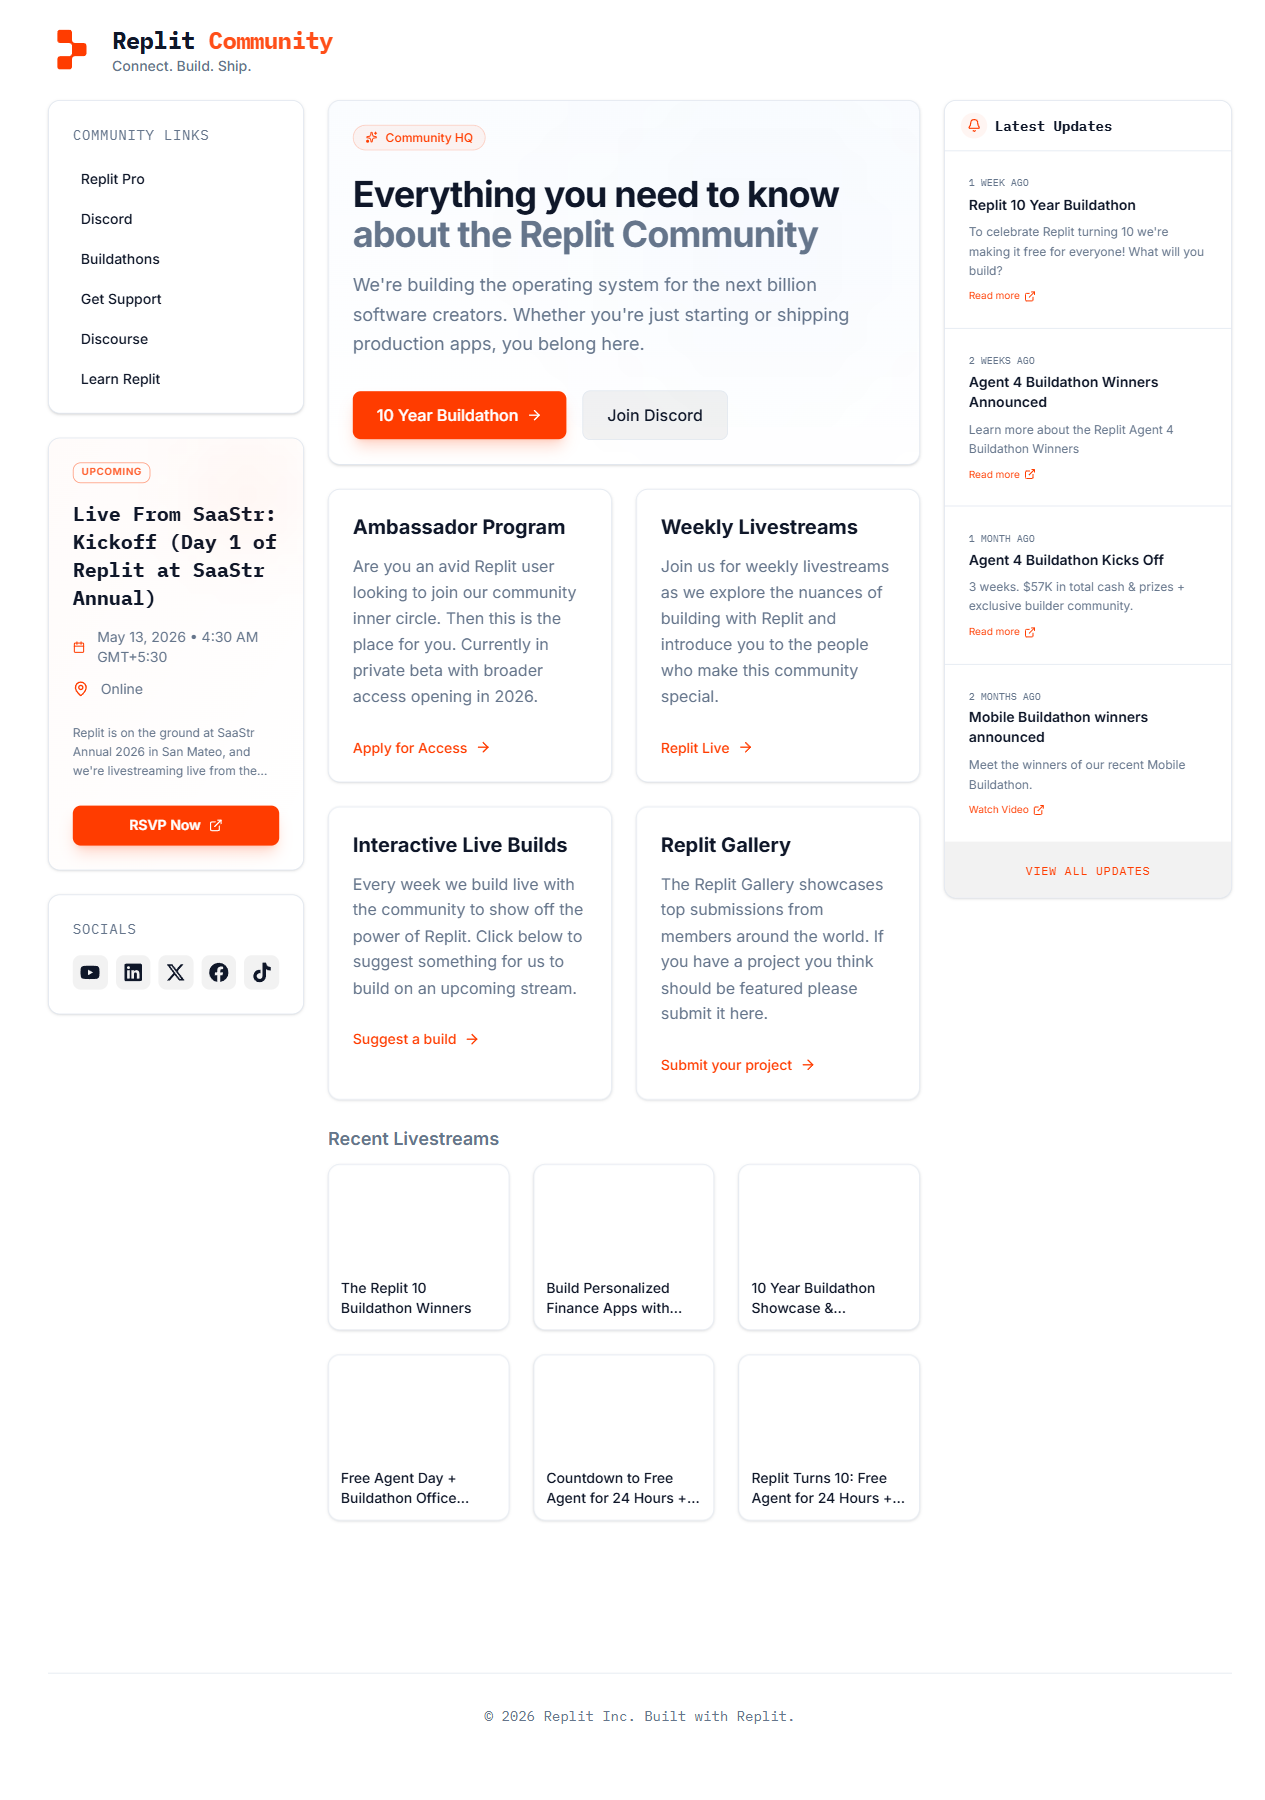 Replit Community
Connect. Build. Ship.
COMMUNITY LINKS
Replit Pro
Discord
Buildathons
Get Support
Discourse
Learn Replit
UPCOMING
Live From SaaStr:
Kickoff (Day 1 of
Replit at SaaStr
Annual)
May 13, 2026 • 4:30 AM
GMT+5:30
Online
Replit is on the ground at SaaStr
Annual 2026 in San Mateo, and
we're livestreaming live from the...
RSVP Now
SOCIALS
Community HQ
Everything you need to know
about the Replit Community
We're building the operating system for the next billion
software creators. Whether you're just starting or shipping
production apps, you belong here.
10 Year Buildathon
Join Discord
Ambassador Program
Are you an avid Replit user
looking to join our community
inner circle. Then this is the
place for you. Currently in
private beta with broader
access opening in 2026.
Apply for Access
Weekly Livestreams
Join us for weekly livestreams
as we explore the nuances of
building with Replit and
introduce you to the people
who make this community
special.
Replit Live
Interactive Live Builds
Every week we build live with
the community to show off the
power of Replit. Click below to
suggest something for us to
build on an upcoming stream.
Suggest a build
Replit Gallery
The Replit Gallery showcases
top submissions from
members around the world. If
you have a project you think
should be featured please
submit it here.
Submit your project
Recent Livestreams
The Replit 10
Buildathon Winners
Build Personalized
Finance Apps with...
10 Year Buildathon
Showcase &...
Free Agent Day +
Buildathon Office...
Countdown to Free
Agent for 24 Hours +...
Replit Turns 10: Free
Agent for 24 Hours +...
Latest Updates
1 WEEK AGO
Replit 10 Year Buildathon
To celebrate Replit turning 10 we're
making it free for everyone! What will you
build?
Read more
2 WEEKS AGO
Agent 4 Buildathon Winners
Announced
Learn more about the Replit Agent 4
Buildathon Winners
Read more
1 MONTH AGO
Agent 4 Buildathon Kicks Off
3 weeks. $57K in total cash & prizes +
exclusive builder community.
Read more
2 MONTHS AGO
Mobile Buildathon winners
announced
Meet the winners of our recent Mobile
Buildathon.
Watch Video
VIEW ALL UPDATES
© 2026 Replit Inc. Built with Replit.